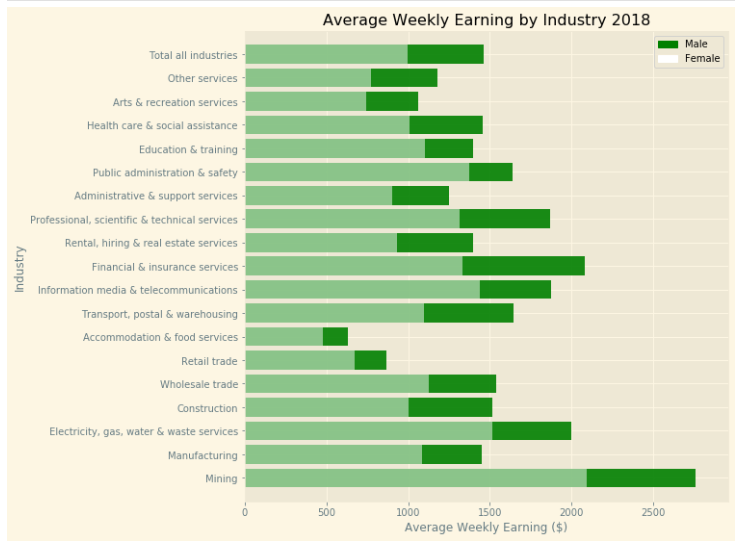 Average Weekly Earning by Industry 2018
Male
Female
Total all industries
Other services
Arts & recreation services
Health care & social assistance
Education & training
Public administration & safety
Administrative & support services
Professional, scientific & technical services
Rental, hiring & real estate services
Financial & insurance services
Information media & telecommunications
Transport, postal & warehousing
Accommodation & food services
Retail trade
Wholesale trade
Construction
Electricity, gas, water & waste services
Manufacturing
Mining
Industry
0 500 1000 1500 2000 2500
Average Weekly Earning ($)